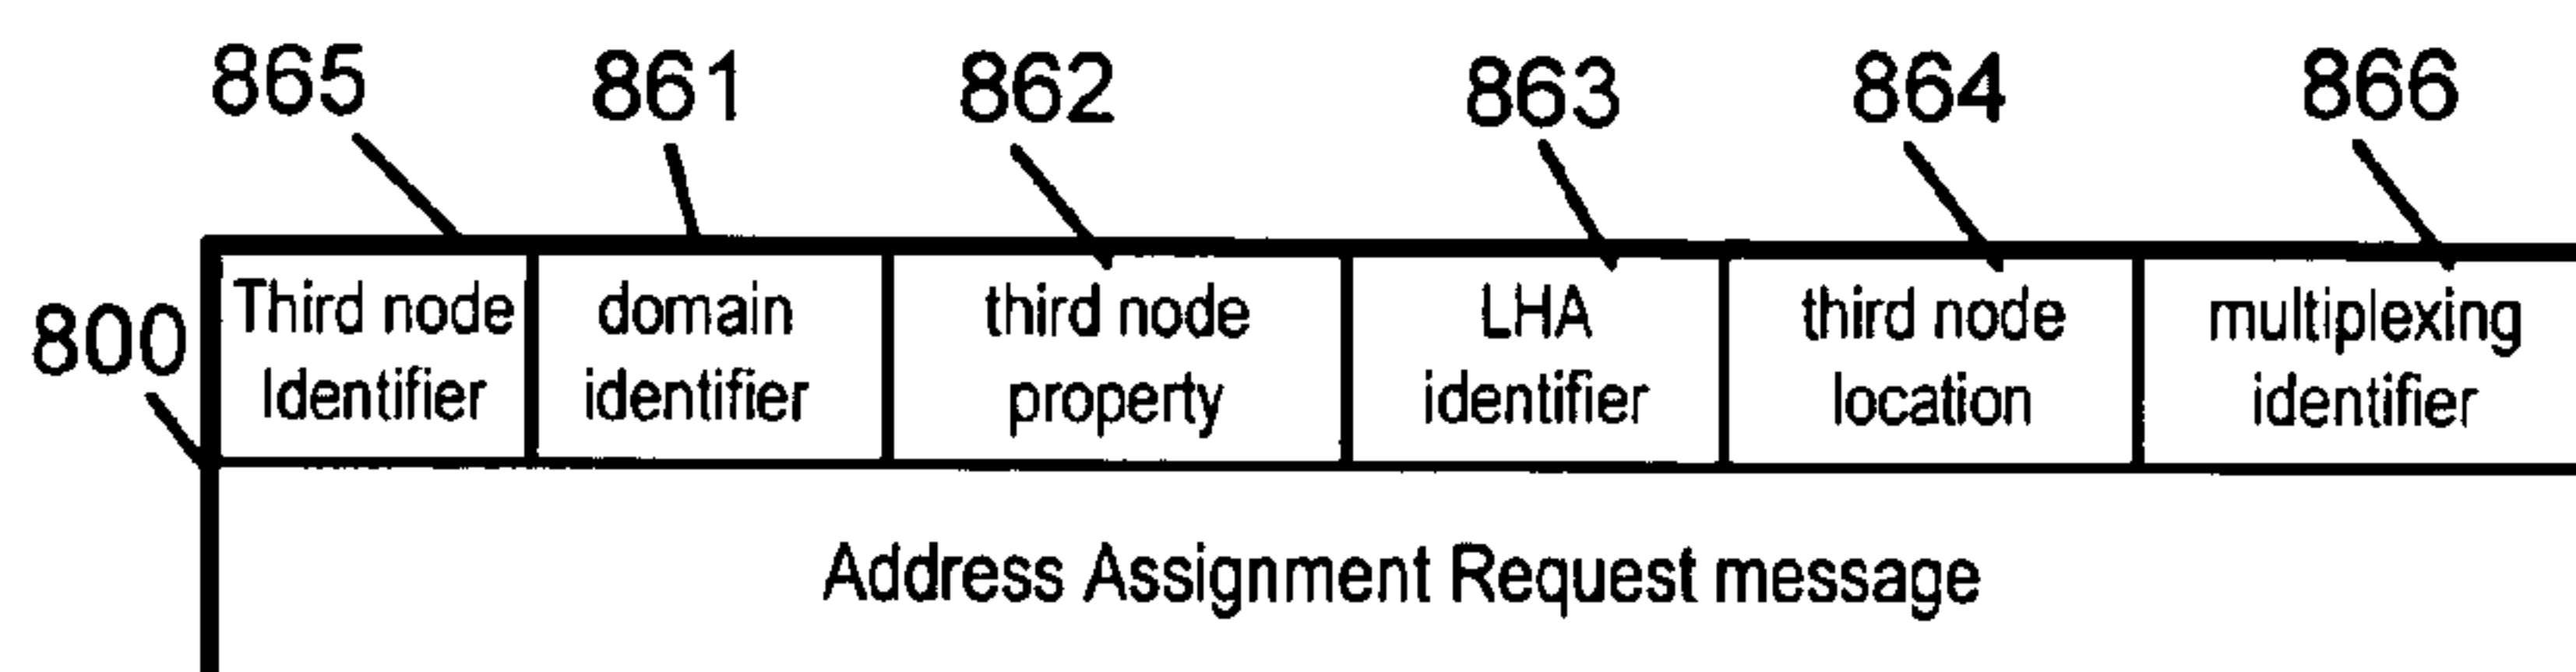 865 861 862 863 864 866
800
Third node domain third node LHA third node multiplexing
Identifier identifier property identifier location identifier
Address Assignment Request message